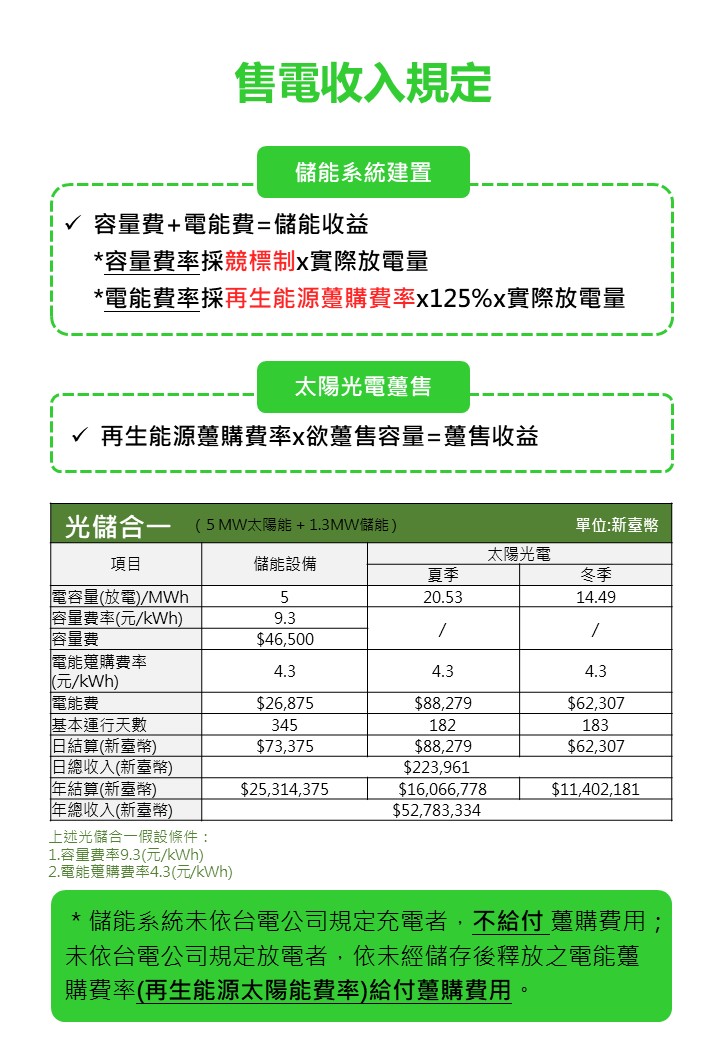 售電收入規定
儲能系統建置
✓ 容量費+電能費=儲能收益
*容量費率採競標制x實際放電量
*電能費率採再生能源躉購費率x125%x實際放電量
太陽光電躉售
✓ 再生能源躉購費率x欲躉售容量=躉售收益
光儲合一 (5 MW太陽能 + 1.3MW儲能) 單位:新臺幣
項目 儲能設備 太陽光電
夏季 冬季
電容量(放電)/MWh 5 20.53 14.49
容量費率(元/kWh) 9.3 / /
容量費 $46,500
電能躉購費率
(元/kWh) 4.3 4.3 4.3
電能費 $26,875 $88,279 $62,307
基本運行天數 345 182 183
日結算(新臺幣) $73,375 $88,279 $62,307
日總收入(新臺幣) $223,961
年結算(新臺幣) $25,314,375 $16,066,778 $11,402,181
年總收入(新臺幣) $52,783,334
上述光儲合一假設條件：
1.容量費率9.3(元/kWh)
2.電能躉購費率4.3(元/kWh)
* 儲能系統未依台電公司規定充電者，不給付 躉購費用；
未依台電公司規定放電者，依未經儲存後釋放之電能躉
購費率(再生能源太陽能費率)給付躉購費用。